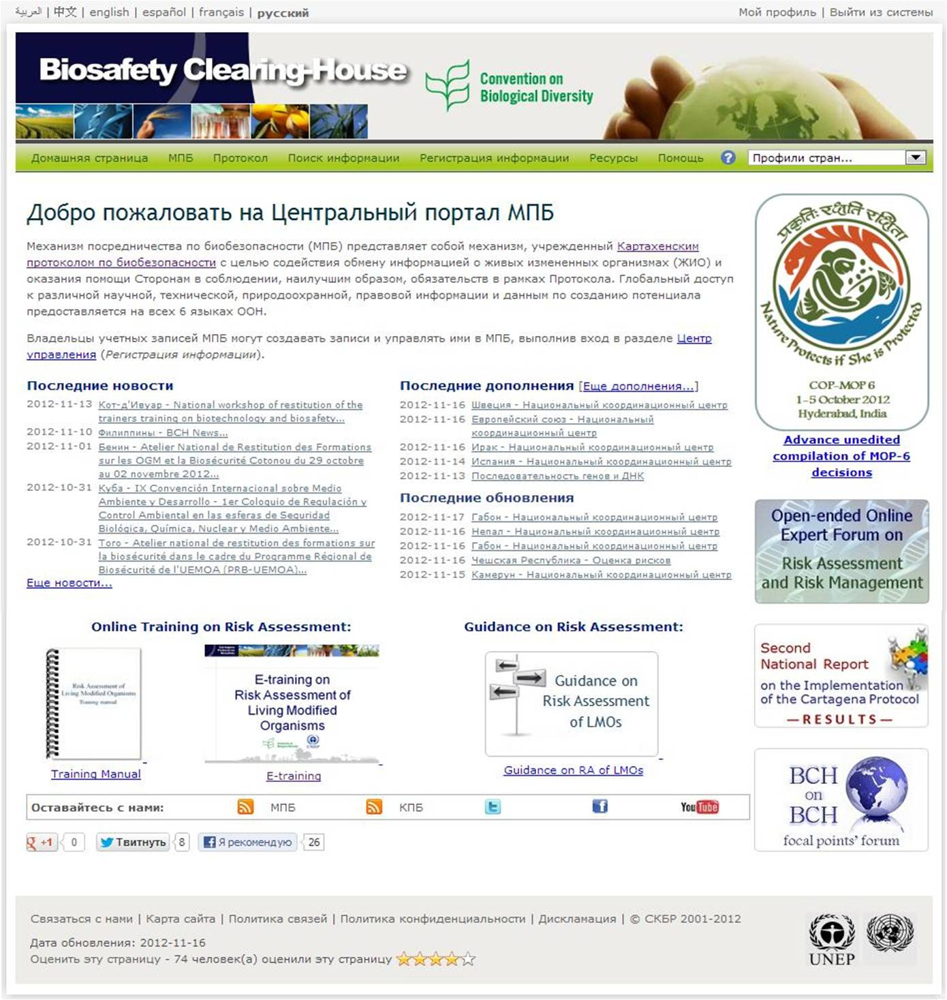 العربية | 中文 | english | español | français | русский
Мой профиль | Выйти из системы
Biosafety Clearing-House
Convention on
Biological Diversity
Домашняя страница МПБ Протокол Поиск информации Регистрация информации Ресурсы Помощь ? Профили стран...
Добро пожаловать на Центральный портал МПБ
Механизм посредничества по биобезопасности (МПБ) представляет собой механизм, учрежденный Картахенским
протоколом по биобезопасности с целью содействия обмену информацией о живых измененных организмах (ЖИО) и
оказания помощи Сторонам в соблюдении, наилучшим образом, обязательств в рамках Протокола. Глобальный доступ
к различной научной, технической, природоохранной, правовой информации и данным по созданию потенциала
предоставляется на всех 6 языках ООН.
Владельцы учетных записей МПБ могут создавать записи и управлять ими в МПБ, выполнив вход в разделе Центр
управления (Регистрация информации).
Последние новости
2012-11-13 Кот-д'Ивуар - National workshop of restitution of the
trainers training on biotechnology and biosafety...
2012-11-10 Филиппины - BCH News...
2012-11-01 Бенин - Atelier National de Restitution des Formations
sur les OGM et la Biosécurité Cotonou du 29 octobre
au 02 novembre 2012...
2012-10-31 Куба - IX Convención Internacional sobre Medio
Ambiente y Desarrollo - 1er Coloquio de Regulación y
Control Ambiental en las esferas de Seguridad
Biológica, Química, Nuclear y Medio Ambiente...
2012-10-31 Того - Atelier national de restitution des formations sur
la biosécurité dans le cadre du Programme Régional de
Biosécurité de l'UEMOA (PRB-UEMOA)...
Еще новости...
Последние дополнения [Еще дополнения...]
2012-11-16 Швеция - Национальный координационный центр
2012-11-16 Европейский союз - Национальный
координационный центр
2012-11-16 Ирак - Национальный координационный центр
2012-11-14 Испания - Национальный координационный центр
2012-11-13 Последовательность генов и ДНК
Последние обновления
2012-11-17 Габон - Национальный координационный центр
2012-11-16 Непал - Национальный координационный центр
2012-11-16 Габон - Национальный координационный центр
2012-11-16 Чешская Республика - Оценка рисков
2012-11-15 Камерун - Национальный координационный центр
प्रकृतिः रक्षति रक्षिता
Nature Protects if She is Protected
COP-MOP 6
1-5 October 2012
Hyderabad, India
Advance unedited
compilation of MOP-6
decisions
Open-ended Online
Expert Forum on
Risk Assessment
and Risk Management
Second
National Report
on the Implementation
of the Cartagena Protocol
—RESULTS—
BCH
on
BCH
focal points' forum
Online Training on Risk Assessment:
Risk Assessment of
Living Modified Organisms
Training manual
Training Manual
E-training on
Risk Assessment of
Living Modified
Organisms
E-training
Guidance on Risk Assessment:
Guidance on
Risk Assessment
of LMOs
Guidance on RA of LMOs
Оставайтесь с нами: МПБ КПБ YouTube
g +1 0 Твитнуть 8 Я рекомендую 26
Связаться с нами | Карта сайта | Политика связей | Политика конфиденциальности | Дискламация | © СКБР 2001-2012
Дата обновления: 2012-11-16
Оценить эту страницу - 74 человек(а) оценили эту страницу
UNEP